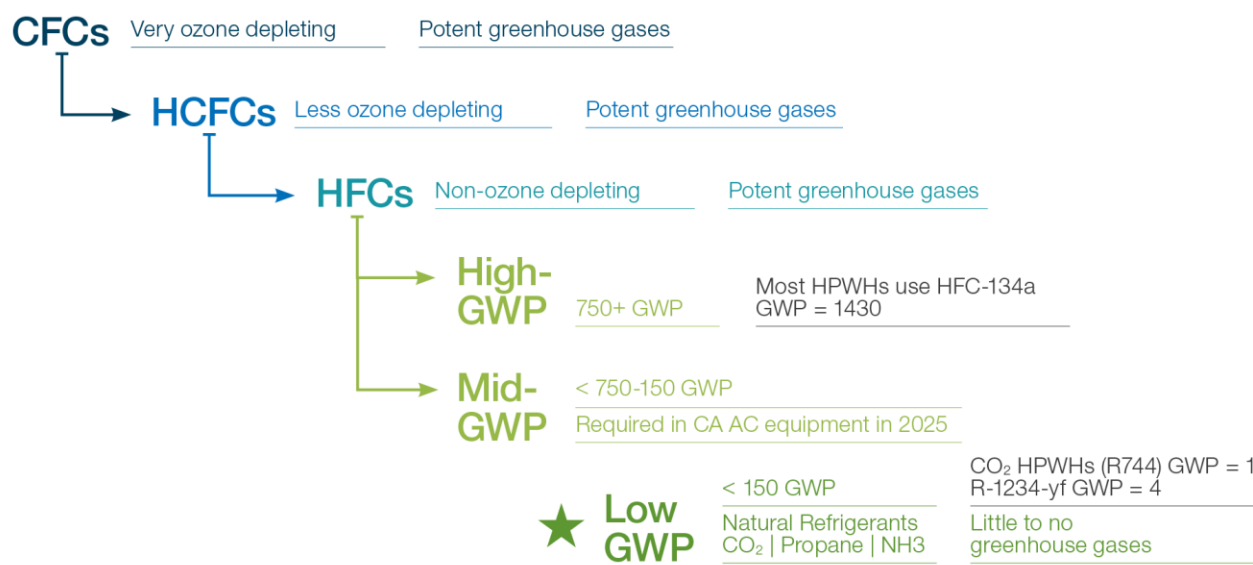 CFCs Very ozone depleting Potent greenhouse gases
HCFCs Less ozone depleting Potent greenhouse gases
HFCs Non-ozone depleting Potent greenhouse gases
High-
GWP
750+ GWP
Most HPWHs use HFC-134a
GWP = 1430
Mid-
GWP
< 750-150 GWP
Required in CA AC equipment in 2025
Low
GWP
< 150 GWP
Natural Refrigerants
CO₂ | Propane | NH3
CO₂ HPWHs (R744) GWP = 1
R-1234-yf GWP = 4
Little to no
greenhouse gases